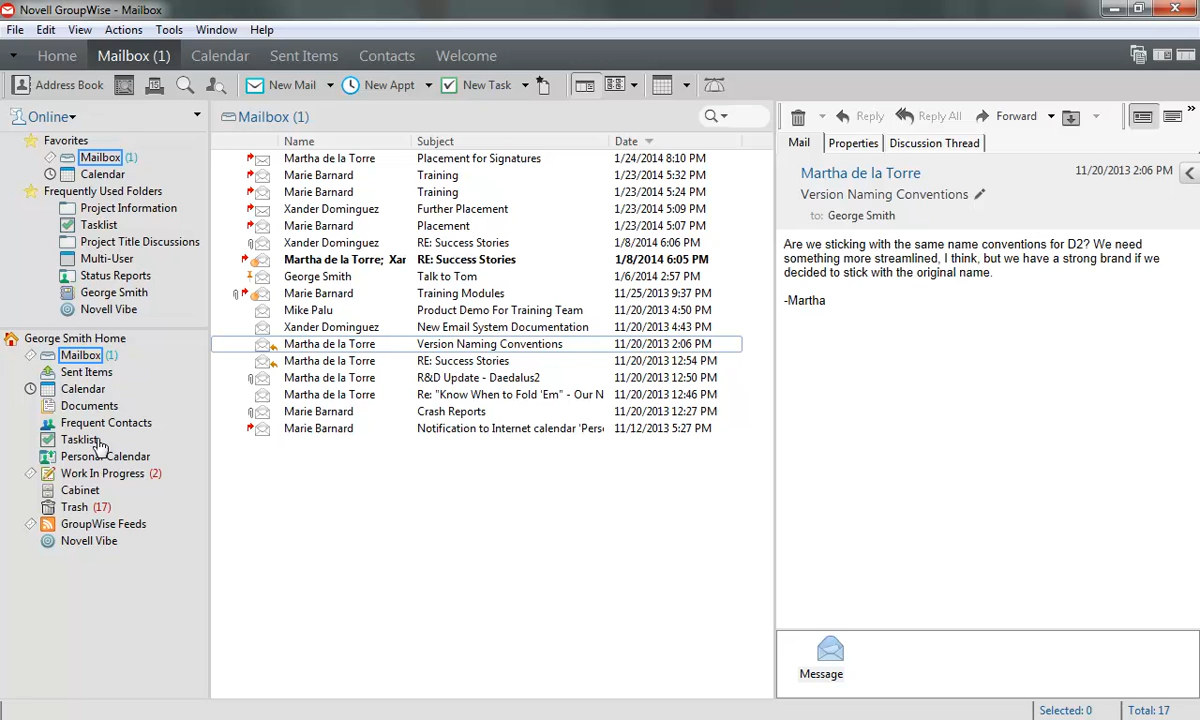 Novell GroupWise - Mailbox
File Edit View Actions Tools Window Help
Home Mailbox (1) Calendar Sent Items Contacts Welcome
Address Book New Mail New Appt New Task
Online
Favorites
Mailbox (1)
Calendar
Frequently Used Folders
Project Information
Tasklist
Project Title Discussions
Multi-User
Status Reports
George Smith
Novell Vibe
George Smith Home
Mailbox (1)
Sent Items
Calendar
Documents
Frequent Contacts
Tasklist
Personal Calendar
Work In Progress (2)
Cabinet
Trash (17)
GroupWise Feeds
Novell Vibe
Mailbox (1)
Name Subject Date
Martha de la Torre Placement for Signatures 1/24/2014 8:10 PM
Marie Barnard Training 1/23/2014 5:32 PM
Marie Barnard Training 1/23/2014 5:24 PM
Xander Dominguez Further Placement 1/23/2014 5:09 PM
Marie Barnard Placement 1/23/2014 5:07 PM
Xander Dominguez RE: Success Stories 1/8/2014 6:06 PM
Martha de la Torre; Xar RE: Success Stories 1/8/2014 6:05 PM
George Smith Talk to Tom 1/6/2014 2:57 PM
Marie Barnard Training Modules 11/25/2013 9:37 PM
Mike Palu Product Demo For Training Team 11/20/2013 4:50 PM
Xander Dominguez New Email System Documentation 11/20/2013 4:43 PM
Martha de la Torre Version Naming Conventions 11/20/2013 2:06 PM
Martha de la Torre RE: Success Stories 11/20/2013 12:54 PM
Martha de la Torre R&D Update - Daedalus2 11/20/2013 12:50 PM
Martha de la Torre Re: "Know When to Fold 'Em" - Our N 11/20/2013 12:46 PM
Marie Barnard Crash Reports 11/20/2013 12:27 PM
Marie Barnard Notification to Internet calendar 'Perso 11/12/2013 5:27 PM
Reply Reply All Forward
Mail Properties Discussion Thread
Martha de la Torre 11/20/2013 2:06 PM
Version Naming Conventions
to: George Smith
Are we sticking with the same name conventions for D2? We need
something more streamlined, I think, but we have a strong brand if we
decided to stick with the original name.
-Martha
Message
Selected: 0 Total: 17